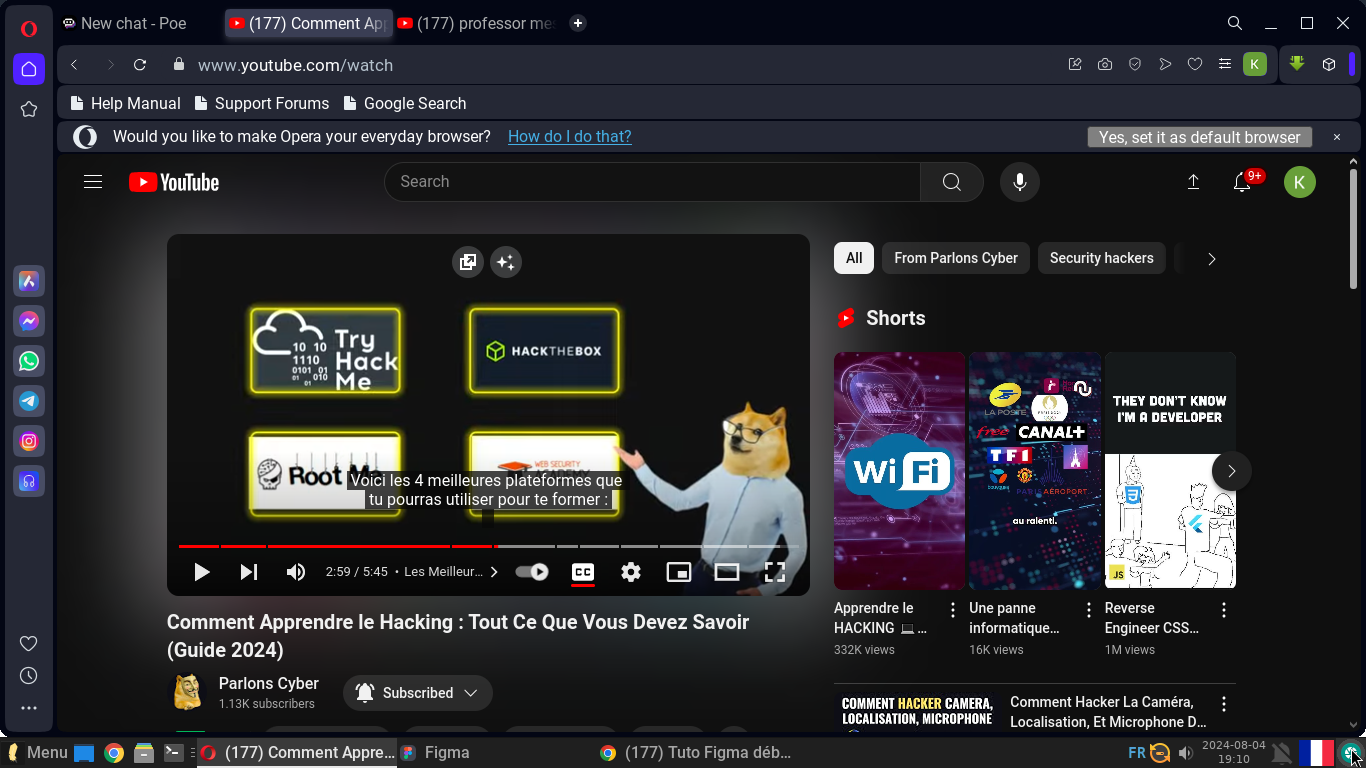 New chat - Poe
(177) Comment App
(177) professor me
www.youtube.com/watch
K
Help Manual
Support Forums
Google Search
Would you like to make Opera your everyday browser?
How do I do that?
Yes, set it as default browser
YouTube
Search
9+
K
All
From Parlons Cyber
Security hackers
Try
Hack
Me
10 10
1110
01
01 010
01 01
HACKTHEBOX
Root Me
WEB SECURITY
Voici les 4 meilleures plateformes que
tu pourras utiliser pour te former :
2:59 / 5:45 • Les Meilleur...
CC
Shorts
WiFi
LA POSTE
free
CANAL+
TF1
bouygues
PARIS AÉROPORT
au ralenti.
THEY DON'T KNOW
I'M A DEVELOPER
JS
Apprendre le
HACKING 💻 ...
332K views
Une panne
informatique...
16K views
Reverse
Engineer CSS...
1M views
Comment Apprendre le Hacking : Tout Ce Que Vous Devez Savoir
(Guide 2024)
Parlons Cyber
1.13K subscribers
Subscribed
COMMENT HACKER CAMERA,
LOCALISATION, MICROPHONE
Comment Hacker La Caméra,
Localisation, Et Microphone D...
Menu
(177) Comment Appre...
Figma
(177) Tuto Figma déb...
FR
2024-08-04
19:10